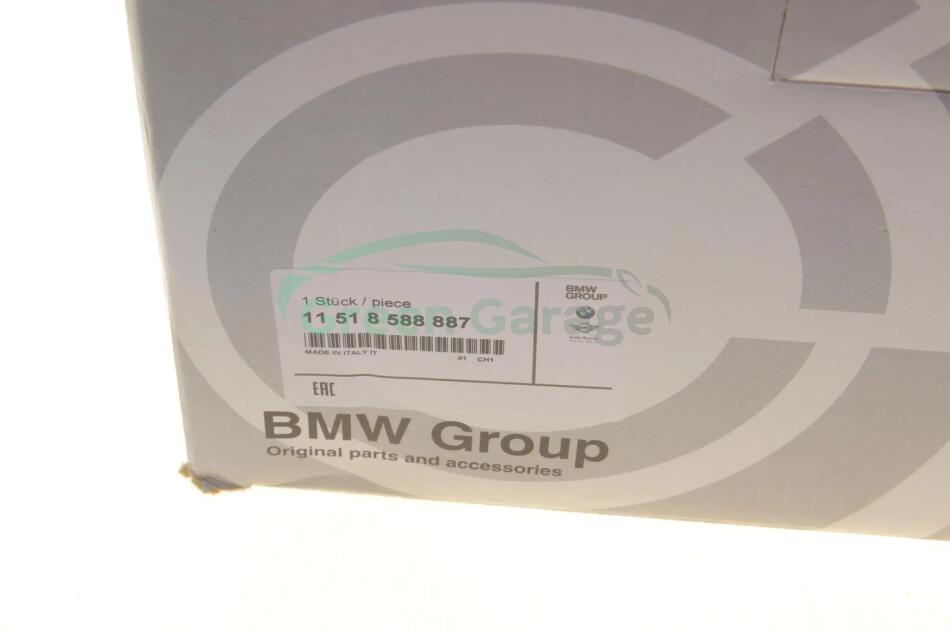 1 Stück / piece
11 51 8 588 887
MADE IN ITALY IT
01 CH1
BMW
GROUP
Green Garage
EAC
BMW Group
Original parts and accessories